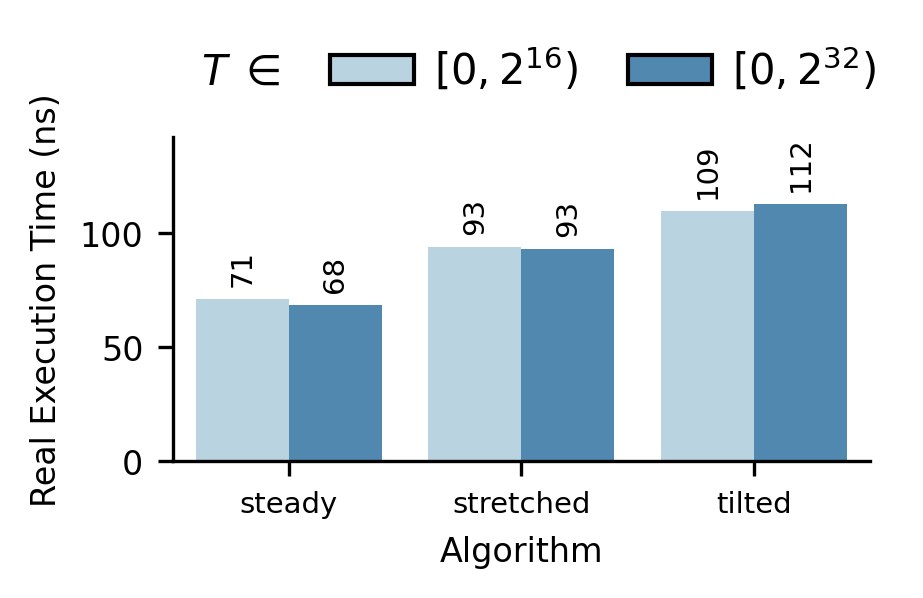 T ∈ [0, 2^16) [0, 2^32)
Real Execution Time (ns)
100
50
0
71
68
93
93
109
112
steady stretched tilted
Algorithm